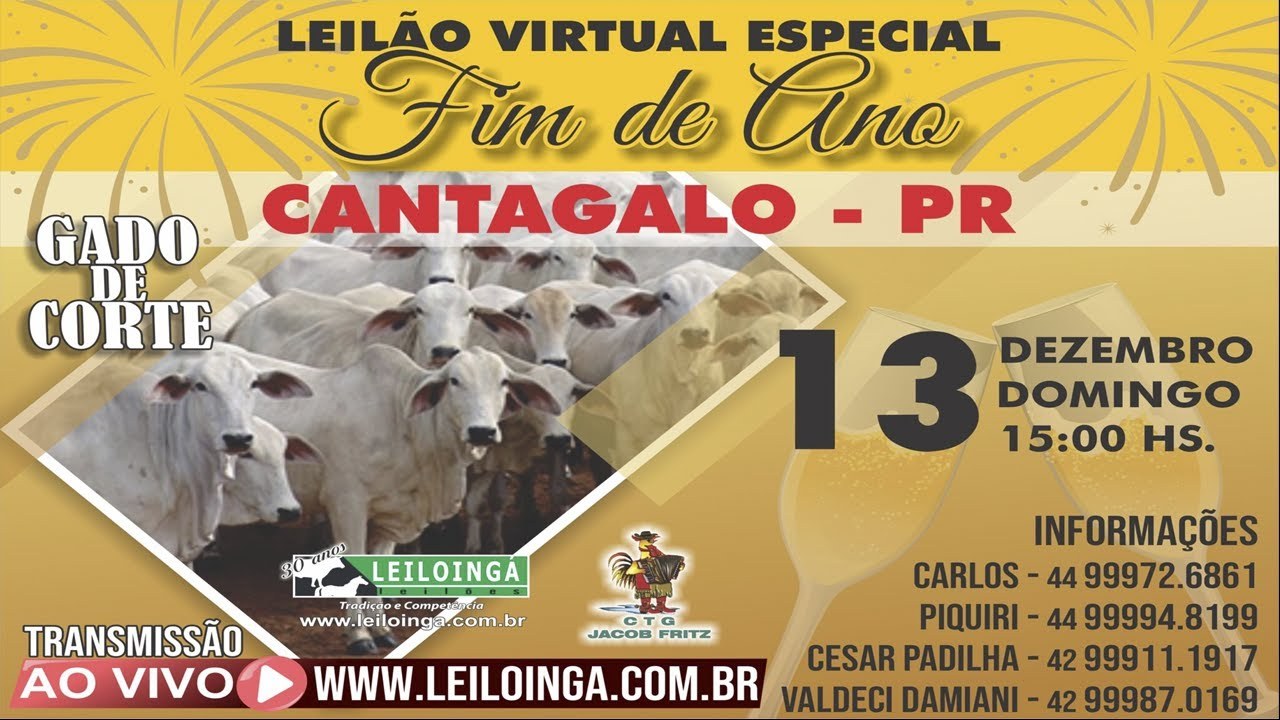 LEILÃO VIRTUAL ESPECIAL
Fim de Ano
CANTAGALO - PR
GADO
DE
CORTE
13
DEZEMBRO
DOMINGO
15:00 HS.
INFORMAÇÕES
CARLOS - 44 99972.6861
PIQUIRI - 44 99994.8199
CESAR PADILHA - 42 99911.1917
VALDECI DAMIANI - 42 99987.0169
30 anos
LEILOINGÁ
leilões
Tradição e Competência
www.leiloinga.com.br
CTG
JACOB FRITZ
TRANSMISSÃO
AO VIVO
WWW.LEILOINGA.COM.BR